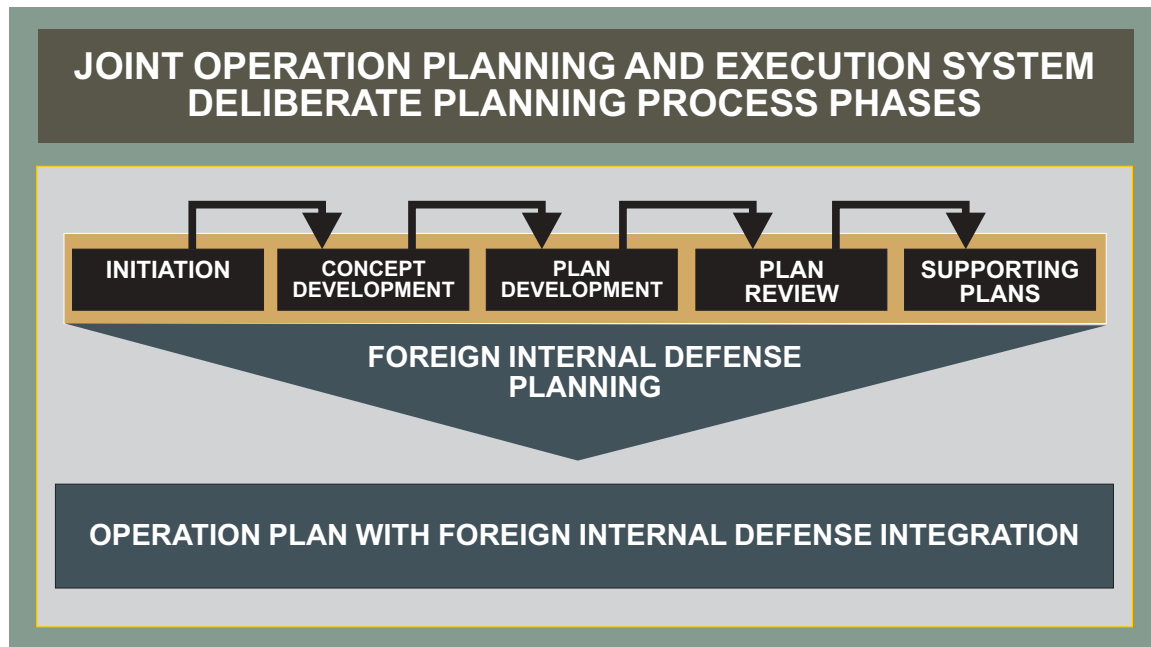 JOINT OPERATION PLANNING AND EXECUTION SYSTEM
DELIBERATE PLANNING PROCESS PHASES
INITIATION
CONCEPT
DEVELOPMENT
PLAN
DEVELOPMENT
PLAN
REVIEW
SUPPORTING
PLANS
FOREIGN INTERNAL DEFENSE
PLANNING
OPERATION PLAN WITH FOREIGN INTERNAL DEFENSE INTEGRATION